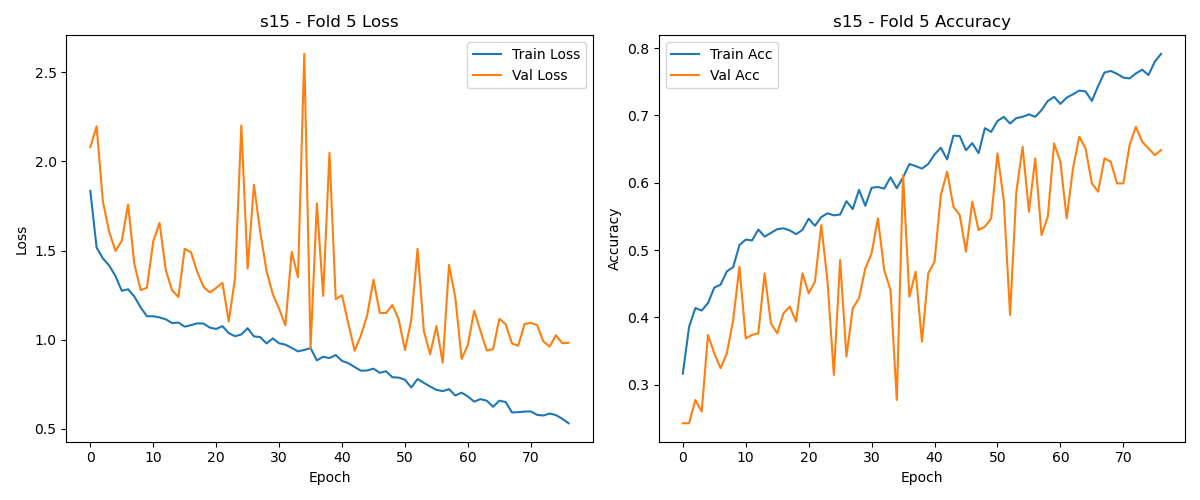 s15 - Fold 5 Loss
Train Loss
Val Loss
2.5
2.0
1.5
1.0
0.5
Loss
0 10 20 30 40 50 60 70
Epoch
s15 - Fold 5 Accuracy
Train Acc
Val Acc
0.8
0.7
0.6
0.5
0.4
0.3
Accuracy
0 10 20 30 40 50 60 70
Epoch